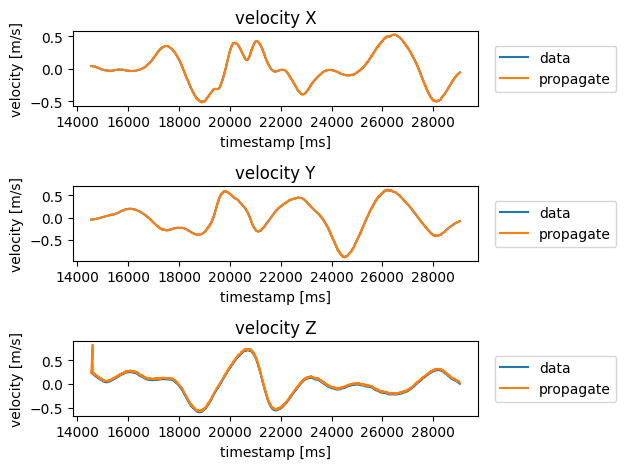 velocity X
velocity [m/s]
0.5
0.0
−0.5
14000 16000 18000 20000 22000 24000 26000 28000
timestamp [ms]
data
propagate
velocity Y
velocity [m/s]
0.5
0.0
−0.5
14000 16000 18000 20000 22000 24000 26000 28000
timestamp [ms]
data
propagate
velocity Z
velocity [m/s]
0.5
0.0
−0.5
14000 16000 18000 20000 22000 24000 26000 28000
timestamp [ms]
data
propagate